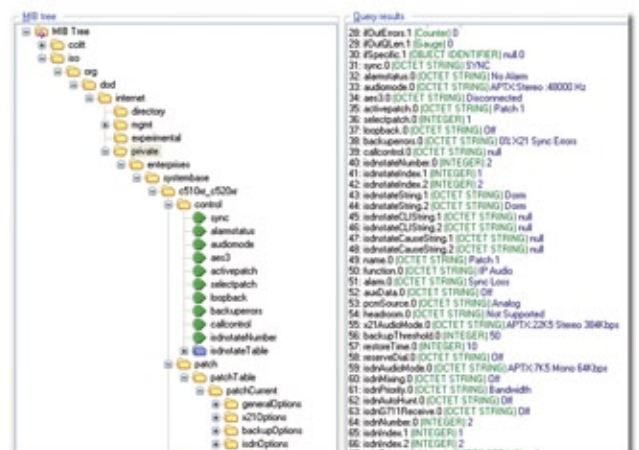 MIB tree
MIB Tree
ccitt
iso
org
dod
internet
directory
mgmt
experimental
private
enterprises
systembase
c510xr_c520xr
control
sync
alarmstatus
audiomode
aes3
activepatch
selectpatch
loopback
backuperrors
callcontrol
isdnstateNumber
isdnstateTable
patch
patchTable
patchCurrent
generalOptions
x21Options
backupOptions
isdnOptions
Query results
28: ifOutErrors.1 (Counter) 0
29: ifOutQLen.1 (Gauge) 0
30: ifSpecific.1 (OBJECT IDENTIFIER) null.0
31: sync.0 (OCTET STRING) SYNC
32: alarmstatus.0 (OCTET STRING) No Alarm
33: audiomode.0 (OCTET STRING) APTX:Stereo :48000 Hz
34: aes3.0 (OCTET STRING) Disconnected
35: activepatch.0 (OCTET STRING) Patch 1
36: selectpatch.0 (INTEGER) 1
37: loopback.0 (OCTET STRING) Off
38: backuperrors.0 (OCTET STRING) 0% X21 Sync Errors
39: callcontrol.0 (OCTET STRING) null
40: isdnstateNumber.0 (INTEGER) 2
41: isdnstateIndex.1 (INTEGER) 1
42: isdnstateIndex.2 (INTEGER) 2
43: isdnstateString.1 (OCTET STRING) Dorm
44: isdnstateString.2 (OCTET STRING) Dorm
45: isdnstateCLIString.1 (OCTET STRING) null
46: isdnstateCLIString.2 (OCTET STRING) null
47: isdnstateCauseString.1 (OCTET STRING) null
48: isdnstateCauseString.2 (OCTET STRING) null
49: name.0 (OCTET STRING) Patch 1
50: function.0 (OCTET STRING) IP Audio
51: alarm.0 (OCTET STRING) Sync Loss
52: auxData.0 (OCTET STRING) Off
53: pcmSource.0 (OCTET STRING) Analog
54: headroom.0 (OCTET STRING) Not Supported
55: x21AudioMode.0 (OCTET STRING) APTX:22K5 Stereo 384Kbps
56: backupThreshold.0 (INTEGER) 50
57: restoreTime.0 (INTEGER) 10
58: reserveDial.0 (OCTET STRING) Off
59: isdnAudioMode.0 (OCTET STRING) APTX:7K5 Mono 64Kbps
60: isdnMixing.0 (OCTET STRING) Off
61: isdnPriority.0 (OCTET STRING) Bandwidth
62: isdnAutoHunt.0 (OCTET STRING) Off
63: isdnG711Receive.0 (OCTET STRING) Off
64: isdnNumber.0 (INTEGER) 2
65: isdnIndex.1 (INTEGER) 1
66: isdnIndex.2 (INTEGER) 2